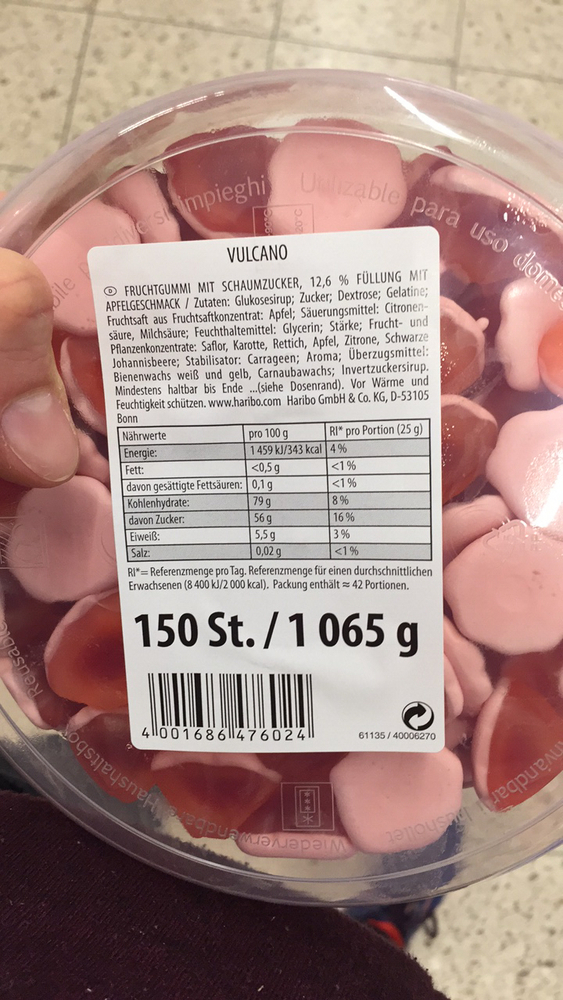 diversi impieghi
Utilizzable para uso dome
VULCANO
D FRUCHTGUMMI MIT SCHAUMZUCKER, 12,6 % FÜLLUNG MIT
APFELGESCHMACK / Zutaten: Glukosesirup; Zucker; Dextrose; Gelatine;
Fruchtsaft aus Fruchtsaftkonzentrat: Apfel; Säuerungsmittel: Citronen-
säure, Milchsäure; Feuchthaltemittel: Glycerin; Stärke; Frucht- und
Pflanzenkonzentrate: Saflor, Karotte, Rettich, Apfel, Zitrone, Schwarze
Johannisbeere; Stabilisator: Carrageen; Aroma; Überzugsmittel:
Bienenwachs weiß und gelb, Carnaubawachs; Invertzuckersirup.
Mindestens haltbar bis Ende ...(siehe Dosenrand). Vor Wärme und
Feuchtigkeit schützen. www.haribo.com Haribo GmbH & Co. KG, D-53105
Bonn
Nährwerte pro 100 g RI* pro Portion (25 g)
Energie: 1 459 kJ/343 kcal 4 %
Fett: <0,5 g <1 %
davon gesättigte Fettsäuren: 0,1 g <1 %
Kohlenhydrate: 79 g 8 %
davon Zucker: 56 g 16 %
Eiweiß: 5,5 g 3 %
Salz: 0,02 g <1 %
RI*= Referenzmenge pro Tag. Referenzmenge für einen durchschnittlichen
Erwachsenen (8 400 kJ/2 000 kcal). Packung enthält ≈ 42 Portionen.
150 St. / 1 065 g
4 001686 476024
61135 / 40006270
Reusable
Wiederverwendbare Haushaltsbox